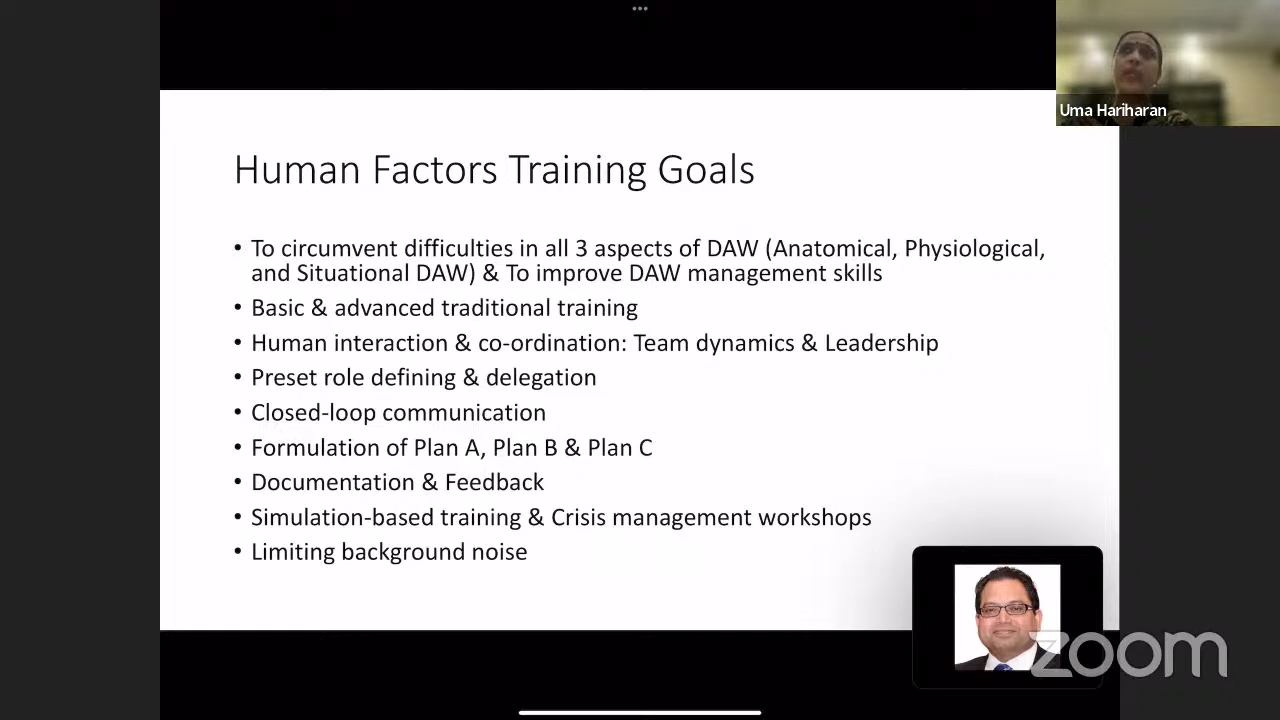 Uma Hariharan
Human Factors Training Goals
• To circumvent difficulties in all 3 aspects of DAW (Anatomical, Physiological,
and Situational DAW) & To improve DAW management skills
• Basic & advanced traditional training
• Human interaction & co-ordination: Team dynamics & Leadership
• Preset role defining & delegation
• Closed-loop communication
• Formulation of Plan A, Plan B & Plan C
• Documentation & Feedback
• Simulation-based training & Crisis management workshops
• Limiting background noise
zoom